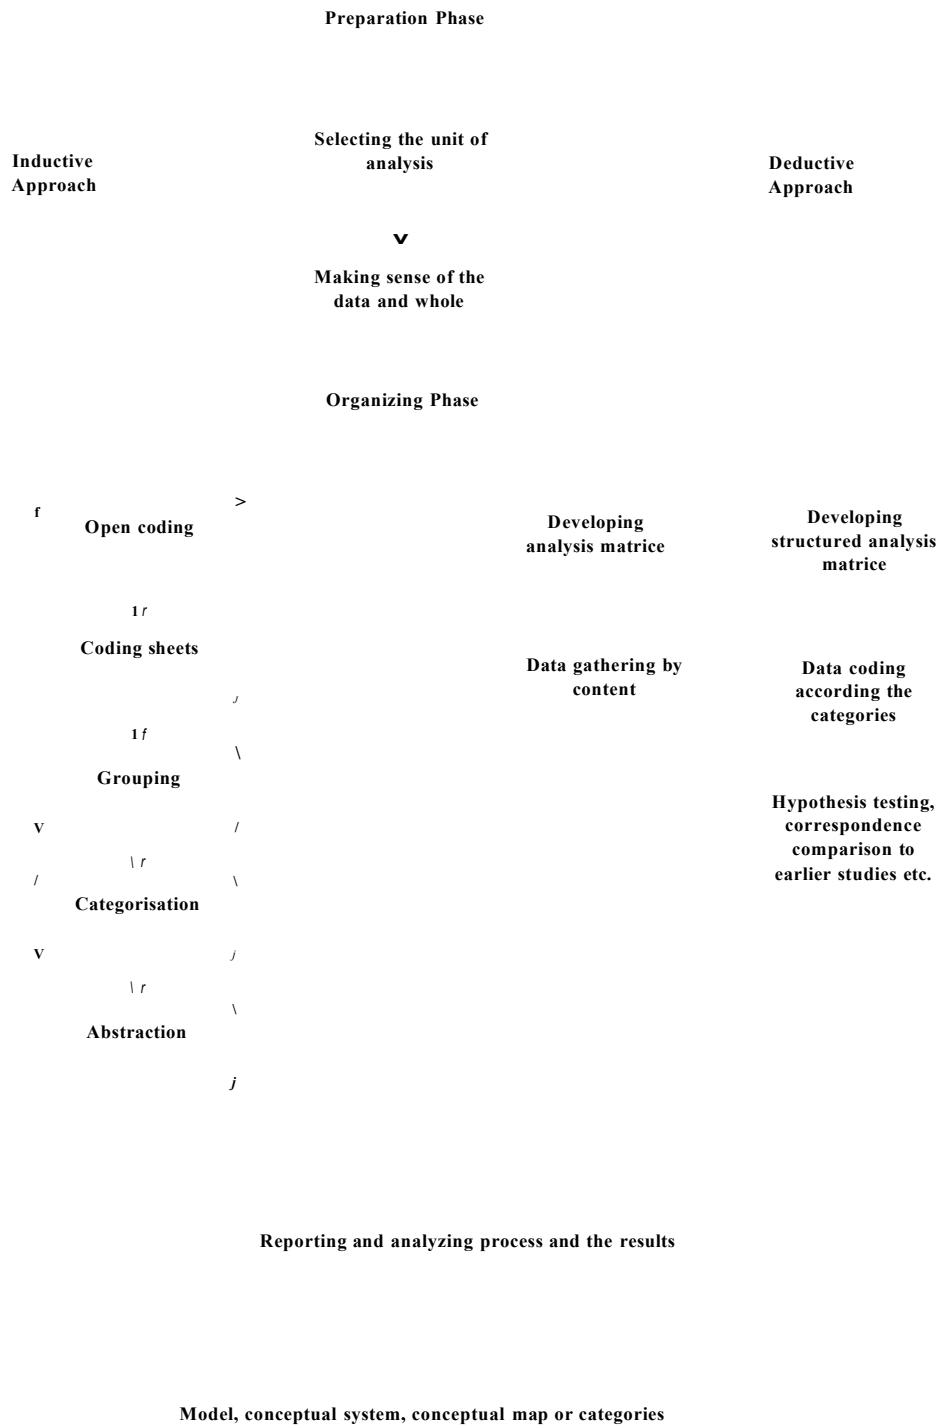 Preparation Phase
Selecting the unit of
analysis
Inductive
Approach
Deductive
Approach
v
Making sense of the
data and whole
Organizing Phase
f
>
Open coding
Developing
analysis matrice
Developing
structured analysis
matrice
1 r
Coding sheets
Data gathering by
content
Data coding
according the
categories
J
1 f
\
Grouping
Hypothesis testing,
correspondence
comparison to
earlier studies etc.
V
/
\ r
/
\
Categorisation
V
j
\ r
\
Abstraction
j
Reporting and analyzing process and the results
Model, conceptual system, conceptual map or categories